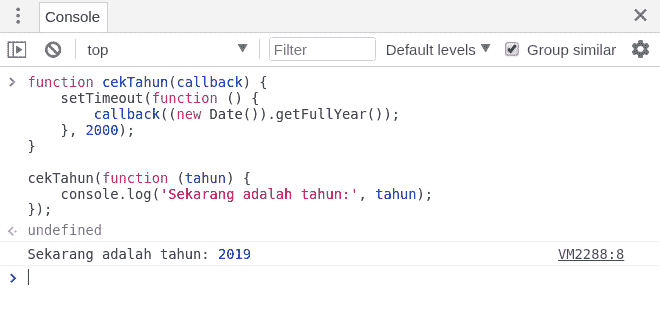 Console
top
Filter
Default levels
Group similar
function cekTahun(callback) {
    setTimeout(function () {
        callback((new Date()).getFullYear());
    }, 2000);
}
cekTahun(function (tahun) {
    console.log('Sekarang adalah tahun:', tahun);
});
undefined
Sekarang adalah tahun: 2019 VM2288:8